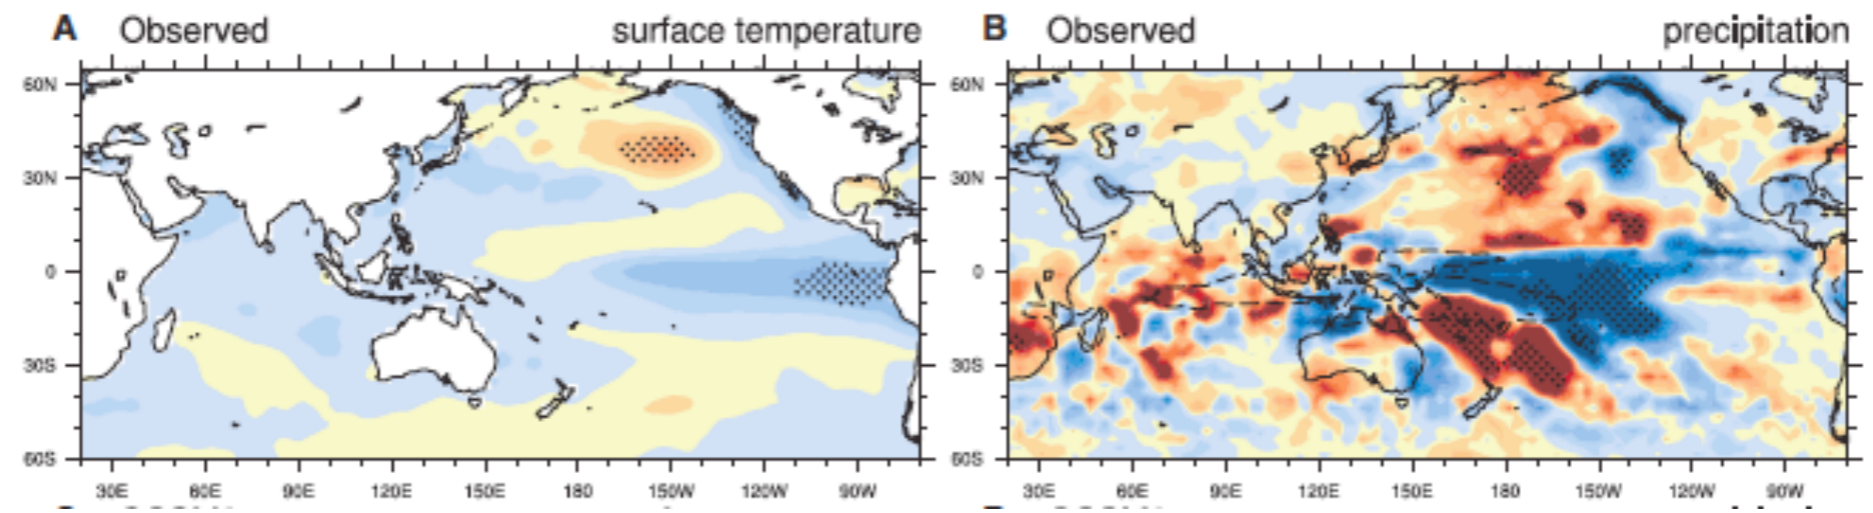 A Observed surface temperature
60N
30N
0
30S
60S
30E 60E 90E 120E 150E 180 150W 120W 90W
B Observed precipitation
60N
30N
0
30S
60S
30E 60E 90E 120E 150E 180 150W 120W 90W